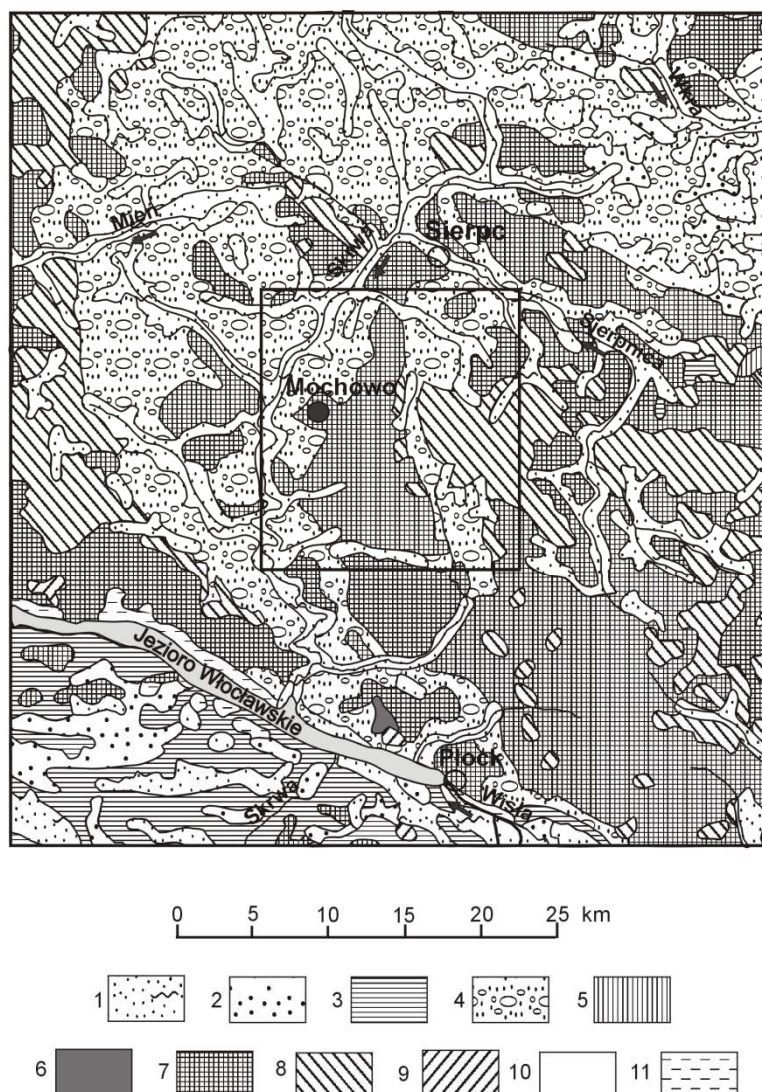 Wkra
Mień
Skrwa
Sierpc
Sierpnica
Mochowo
Jezioro Włocławskie
Płock
Skrwa
Wisła
0 5 10 15 20 25 km
1 2 3 4 5
6 7 8 9 10 11